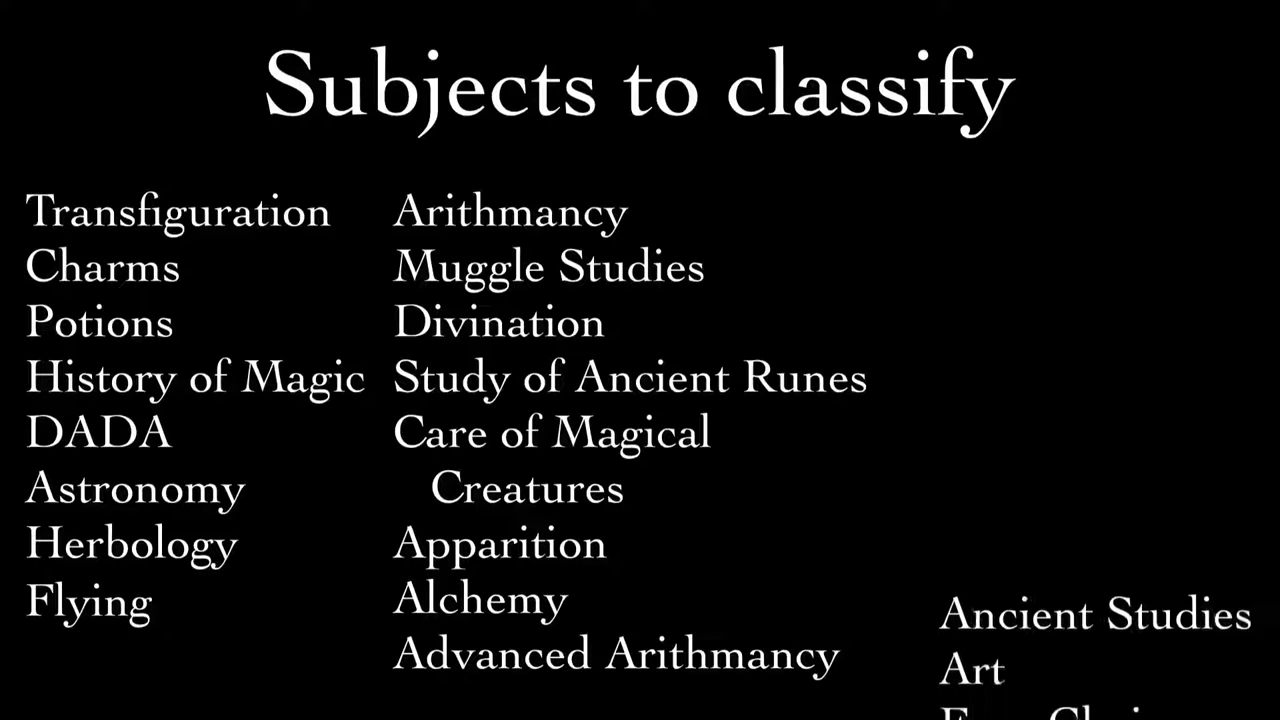 Subjects to classify
Transfiguration
Charms
Potions
History of Magic
DADA
Astronomy
Herbology
Flying
Arithmancy
Muggle Studies
Divination
Study of Ancient Runes
Care of Magical
Creatures
Apparition
Alchemy
Advanced Arithmancy
Ancient Studies
Art